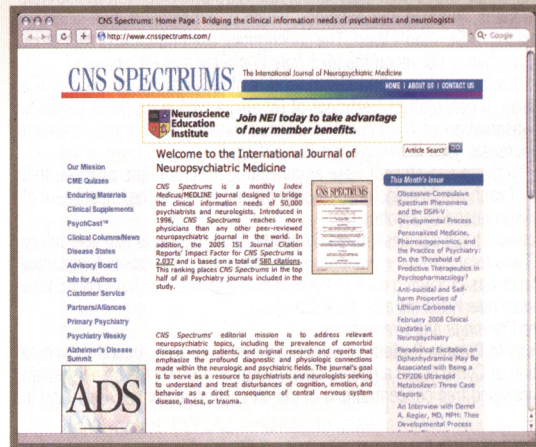 CNS Spectrums: Home Page : Bridging the clinical information needs of psychiatrists and neurologists
http://www.cnsspectrums.com/
Google
CNS SPECTRUMS®
The International Journal of Neuropsychiatric Medicine
HOME | ABOUT US | CONTACT US
Neuroscience
Education
Institute
Join NEI today to take advantage
of new member benefits.
Article Search
GO
Our Mission
CME Quizzes
Enduring Materials
Clinical Supplements
PsychCast™
Clinical Columns/News
Disease States
Advisory Board
Info for Authors
Customer Service
Partners/Alliances
Primary Psychiatry
Psychiatry Weekly
Alzheimer's Disease
Summit
ADS
Welcome to the International Journal of
Neuropsychiatric Medicine
CNS Spectrums is a monthly Index
Medicus/MEDLINE journal designed to bridge
the clinical information needs of 50,000
psychiatrists and neurologists. Introduced in
1996, CNS Spectrums reaches more
physicians than any other peer-reviewed
neuropsychiatric journal in the world. In
addition, the 2005 ISI Journal Citation
Reports' Impact Factor for CNS Spectrums is
2.037 and is based on a total of 580 citations.
This ranking places CNS Spectrums in the top
half of all Psychiatry journals included in the
study.
CNS SPECTRUMS
CNS Spectrums' editorial mission is to address relevant
neuropsychiatric topics, including the prevalence of comorbid
diseases among patients, and original research and reports that
emphasize the profound diagnostic and physiologic connections
made within the neurologic and psychiatric fields. The journal's goal
is to serve as a resource to psychiatrists and neurologists seeking
to understand and treat disturbances of cognition, emotion, and
behavior as a direct consequence of central nervous system
disease, illness, or trauma.
This Month's Issue
Obsessive-Compulsive
Spectrum Phenomena
and the DSM-V
Developmental Process
Personalized Medicine,
Pharmacogenomics, and
the Practice of Psychiatry:
On the Threshold of
Predictive Therapeutics in
Psychopharmacology?
Anti-suicidal and Self-
harm Properties of
Lithium Carbonate
February 2008 Clinical
Updates in
Neuropsychiatry
Paradoxical Excitation on
Diphenhydramine May Be
Associated with Being a
CYP2D6 Ultrarapid
Metabolizer: Three Case
Reports
An Interview with Darrel
A. Regier, MD, MPH: Thee
Developmental Process